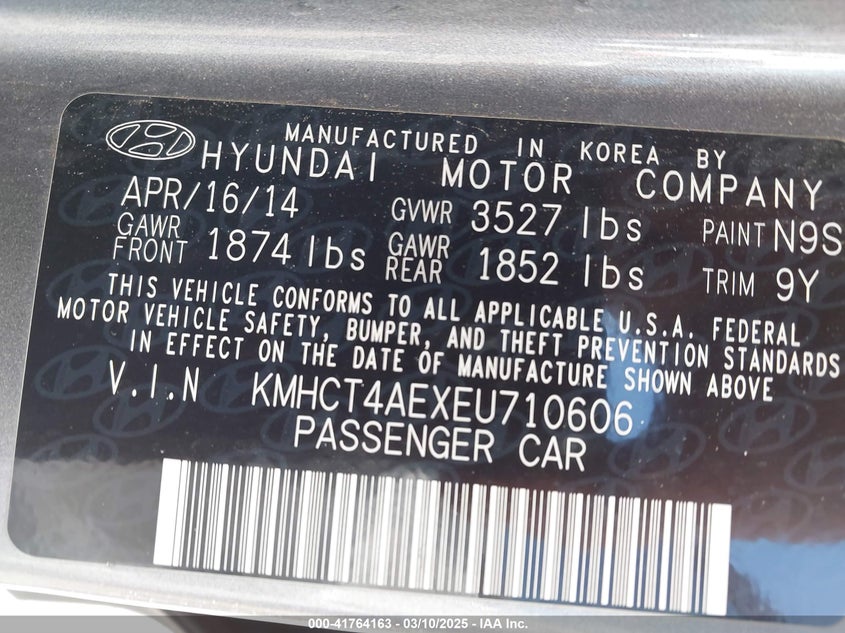 MANUFACTURED IN KOREA BY
HYUNDAI MOTOR COMPANY
APR/16/14 GVWR 3527 lbs PAINT N9S
GAWR FRONT 1874 lbs GAWR REAR 1852 lbs TRIM 9Y
THIS VEHICLE CONFORMS TO ALL APPLICABLE U.S.A. FEDERAL
MOTOR VEHICLE SAFETY, BUMPER, AND THEFT PREVENTION STANDARDS
IN EFFECT ON THE DATE OF MANUFACTURE SHOWN ABOVE
V.I.N KMHCT4AEXEU710606
PASSENGER CAR
000-41764163 - 03/10/2025 - IAA Inc.